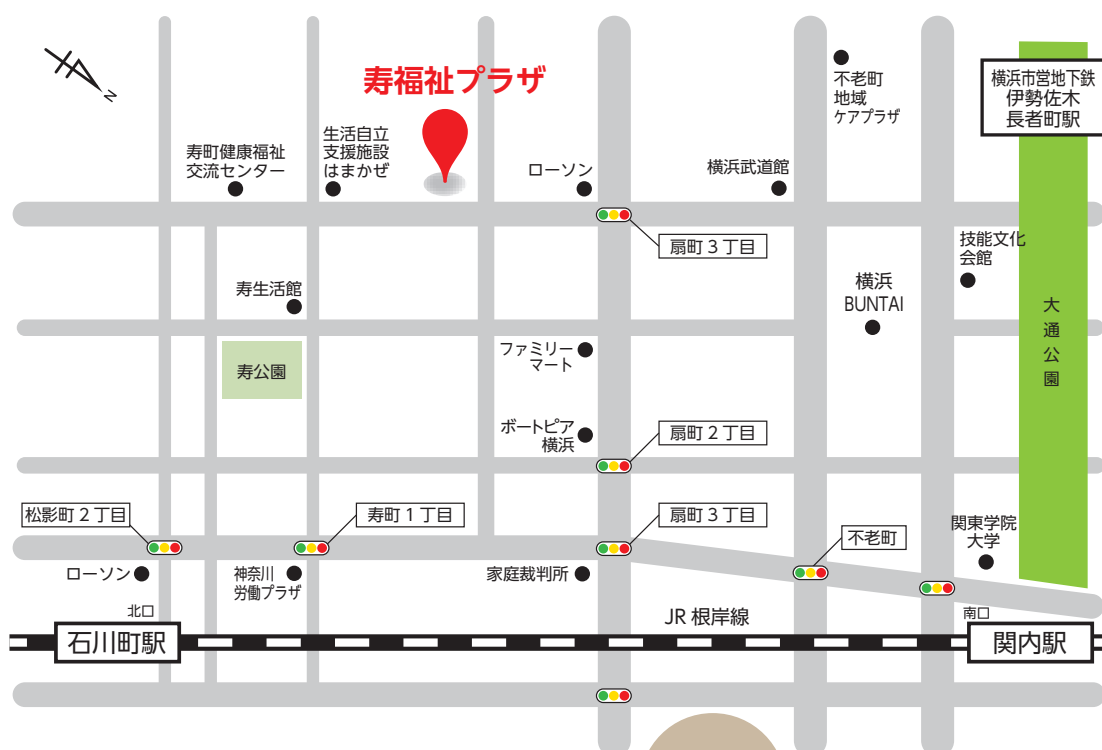 N
寿福祉プラザ
寿町健康福祉
交流センター
生活自立
支援施設
はまかぜ
ローソン
横浜武道館
不老町
地域
ケアプラザ
横浜市営地下鉄
伊勢佐木
長者町駅
扇町3丁目
技能文化
会館
寿生活館
横浜
BUNTAI
大
通
公
園
寿公園
ファミリー
マート
ボートピア
横浜
扇町2丁目
松影町2丁目
寿町1丁目
扇町3丁目
不老町
関東学院
大学
ローソン
神奈川
労働プラザ
家庭裁判所
北口
石川町駅
JR 根岸線
南口
関内駅